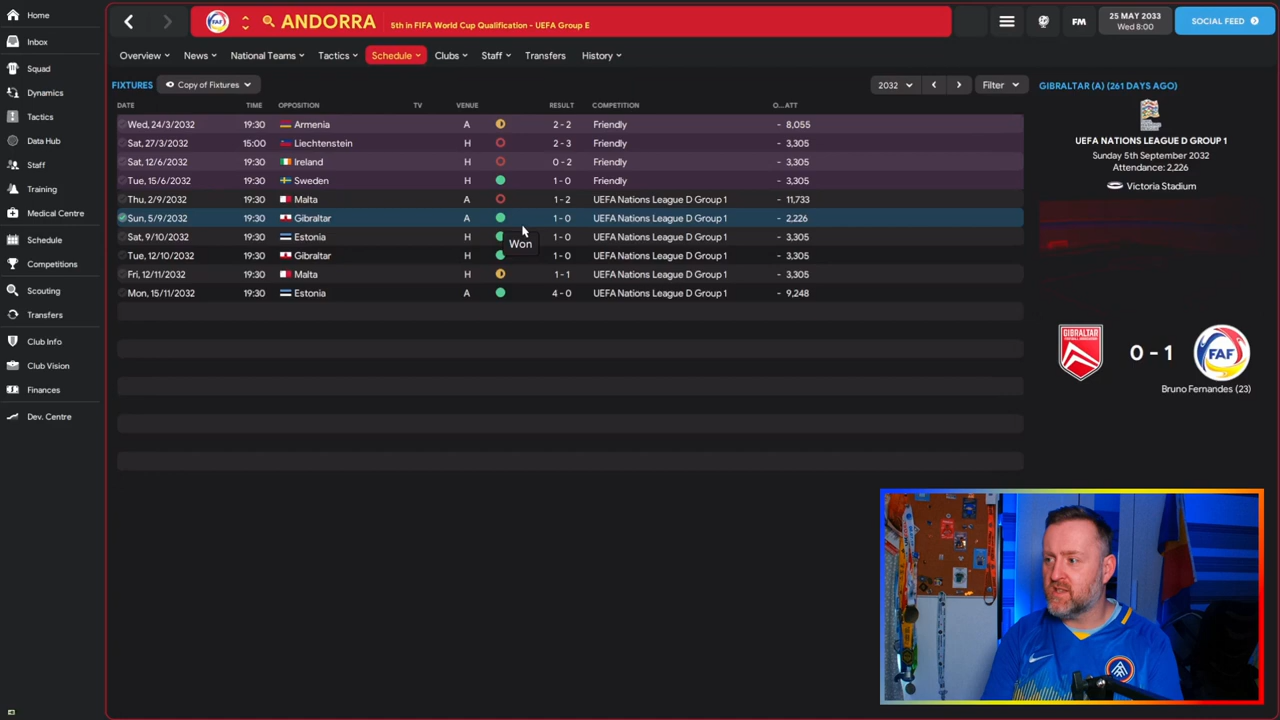 Home
Inbox
Squad
Dynamics
Tactics
Data Hub
Staff
Training
Medical Centre
Schedule
Competitions
Scouting
Transfers
Club Info
Club Vision
Finances
Dev. Centre
FAF
ANDORRA
5th in FIFA World Cup Qualification - UEFA Group E
FM
25 MAY 2033
Wed 8:00
SOCIAL FEED
Overview News National Teams Tactics Schedule Clubs Staff Transfers History
FIXTURES Copy of Fixtures 2032 Filter
DATE TIME OPPOSITION TV VENUE RESULT COMPETITION O... ATT
Wed, 24/3/2032 19:30 Armenia A 2 - 2 Friendly - 8,055
Sat, 27/3/2032 15:00 Liechtenstein H 2 - 3 Friendly - 3,305
Sat, 12/6/2032 19:30 Ireland H 0 - 2 Friendly - 3,305
Tue, 15/6/2032 19:30 Sweden H 1 - 0 Friendly - 3,305
Thu, 2/9/2032 19:30 Malta A 1 - 2 UEFA Nations League D Group 1 - 11,733
Sun, 5/9/2032 19:30 Gibraltar A 1 - 0 UEFA Nations League D Group 1 - 2,226
Sat, 9/10/2032 19:30 Estonia H 1 - 0 UEFA Nations League D Group 1 - 3,305
Won
Tue, 12/10/2032 19:30 Gibraltar H 1 - 0 UEFA Nations League D Group 1 - 3,305
Fri, 12/11/2032 19:30 Malta H 1 - 1 UEFA Nations League D Group 1 - 3,305
Mon, 15/11/2032 19:30 Estonia A 4 - 0 UEFA Nations League D Group 1 - 9,248
GIBRALTAR (A) (261 DAYS AGO)
UEFA NATIONS LEAGUE D GROUP 1
Sunday 5th September 2032
Attendance: 2,226
Victoria Stadium
GIBRALTAR
0 - 1
FAF
Bruno Fernandes (23)